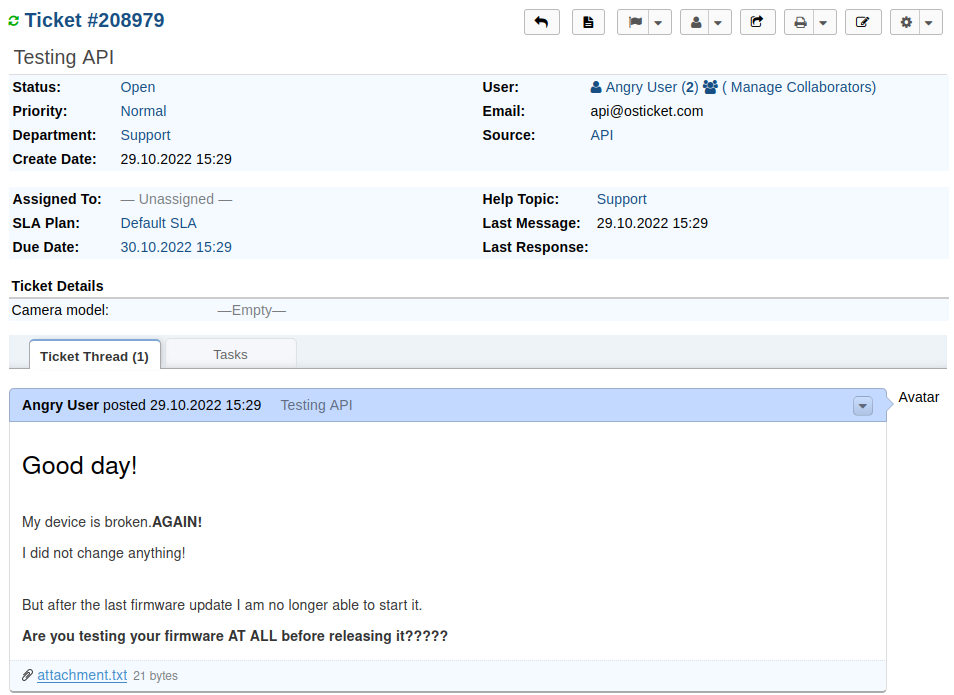 Ticket #208979
Testing API
Status: Open
User: Angry User (2) ( Manage Collaborators)
Priority: Normal
Email: api@osticket.com
Department: Support
Source: API
Create Date: 29.10.2022 15:29
Assigned To: — Unassigned —
Help Topic: Support
SLA Plan: Default SLA
Last Message: 29.10.2022 15:29
Due Date: 30.10.2022 15:29
Last Response:
Ticket Details
Camera model: —Empty—
Ticket Thread (1) Tasks
Angry User posted 29.10.2022 15:29 Testing API
Avatar
Good day!
My device is broken.AGAIN!
I did not change anything!
But after the last firmware update I am no longer able to start it.
Are you testing your firmware AT ALL before releasing it?????
attachment.txt 21 bytes